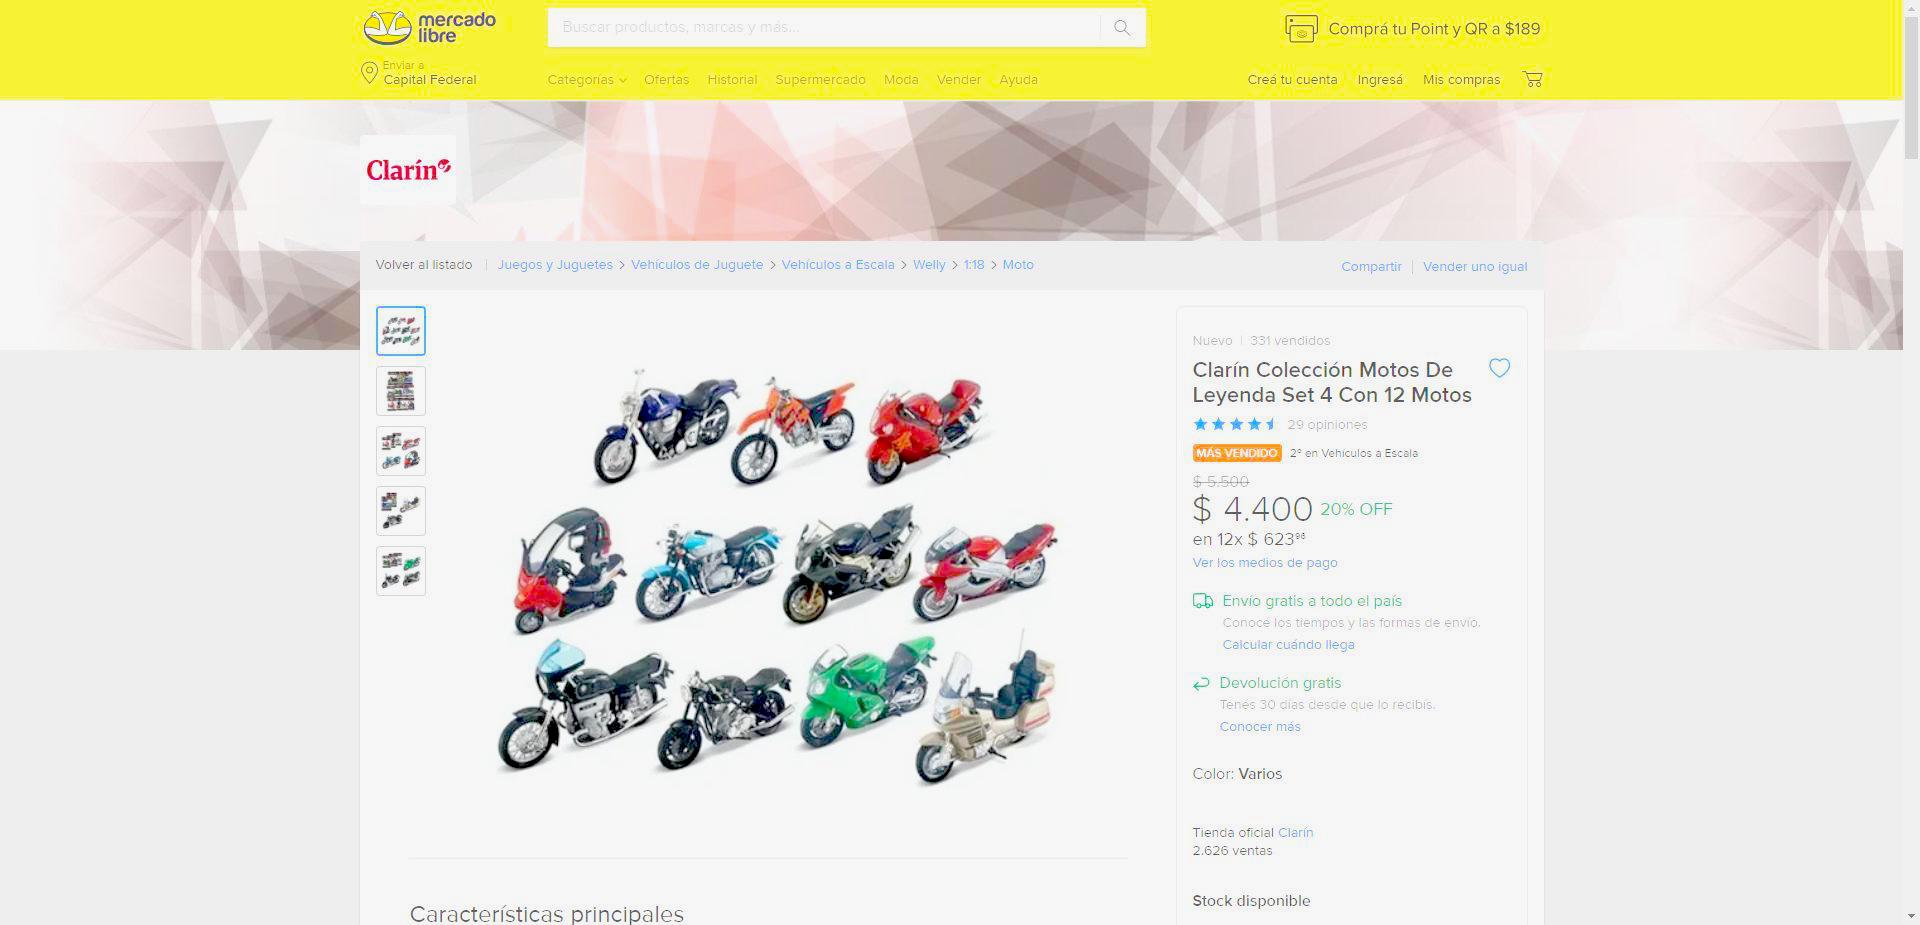 mercado
libre
Buscar productos, marcas y más...
Comprá tu Point y QR a $189
Enviar a
Capital Federal
Categorías Ofertas Historial Supermercado Moda Vender Ayuda
Creá tu cuenta Ingresá Mis compras
Clarín
Volver al listado | Juegos y Juguetes > Vehículos de Juguete > Vehículos a Escala > Welly > 1:18 > Moto
Compartir | Vender uno igual
Nuevo | 331 vendidos
Clarín Colección Motos De
Leyenda Set 4 Con 12 Motos
29 opiniones
MÁS VENDIDO 2º en Vehículos a Escala
$ 5.500
$ 4.400 20% OFF
en 12x $ 623⁹⁶
Ver los medios de pago
Envío gratis a todo el país
Conocé los tiempos y las formas de envío.
Calcular cuándo llega
Devolución gratis
Tenés 30 días desde que lo recibís.
Conocer más
Color: Varios
Tienda oficial Clarín
2.626 ventas
Stock disponible
Características principales